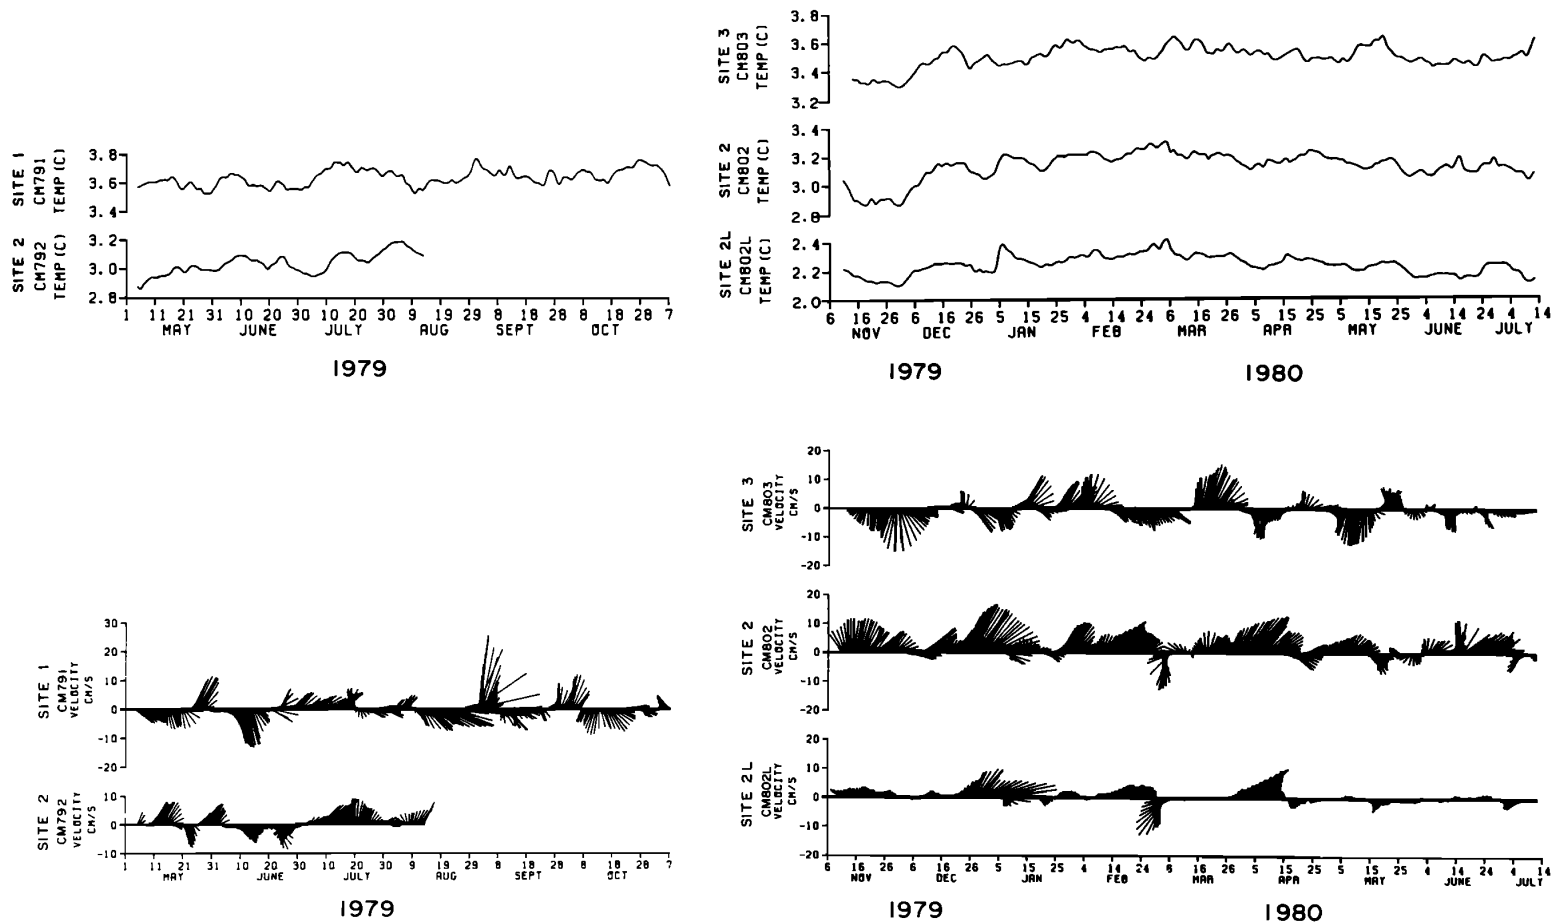 SITE 1
CM791
TEMP (C)
3.8
3.6
3.4
SITE 2
CM792
TEMP (C)
3.2
3.0
2.8
1 11 21 31 10 20 30 10 20 30 9 19 29 8 18 28 8 18 28 7
MAY JUNE JULY AUG SEPT OCT
1979
SITE 3
CM803
TEMP (C)
3.8
3.6
3.4
3.2
SITE 2
CM802
TEMP (C)
3.4
3.2
3.0
2.8
SITE 2L
CM802L
TEMP (C)
2.4
2.2
2.0
6 16 26 6 16 26 5 15 25 4 14 24 6 16 26 5 15 25 5 15 25 4 14 24 4 14
NOV DEC JAN FEB MAR APR MAY JUNE JULY
1979 1980
SITE 1
CM791
VELOCITY
CM/S
30
20
10
0
-10
-20
SITE 2
CM792
VELOCITY
CM/S
10
0
-10
1 11 21 31 10 20 30 10 20 30 9 19 29 8 18 28 8 18 28 7
MAY JUNE JULY AUG SEPT OCT
1979
SITE 3
CM803
VELOCITY
CM/S
20
10
0
-10
-20
SITE 2
CM802
VELOCITY
CM/S
20
10
0
-10
-20
SITE 2L
CM802L
VELOCITY
CM/S
20
10
0
-10
-20
6 16 26 6 16 26 5 15 25 4 14 24 6 16 26 5 15 25 5 15 25 4 14 24 4 14
NOV DEC JAN FEB MAR APR MAY JUNE JULY
1979 1980